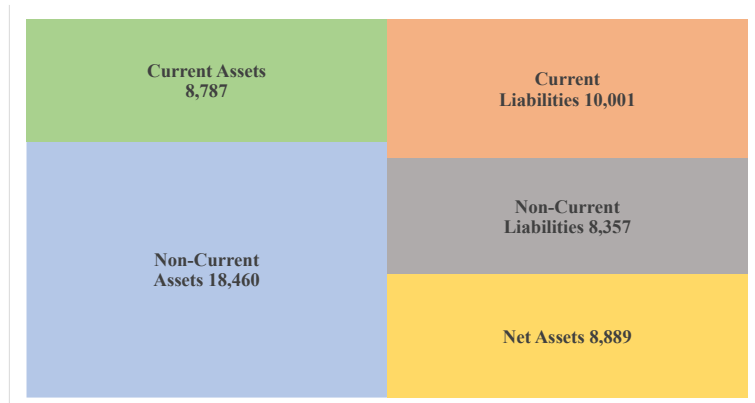 Current Assets
8,787
Current
Liabilities 10,001
Non-Current
Assets 18,460
Non-Current
Liabilities 8,357
Net Assets 8,889